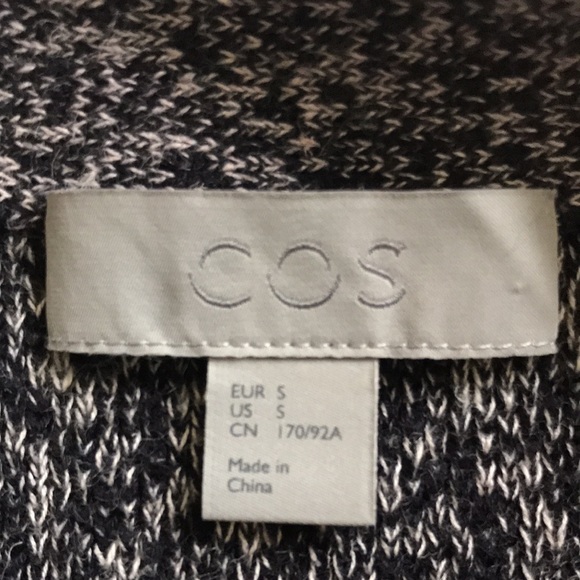 COS
EUR S
US S
CN 170/92A
Made in
China